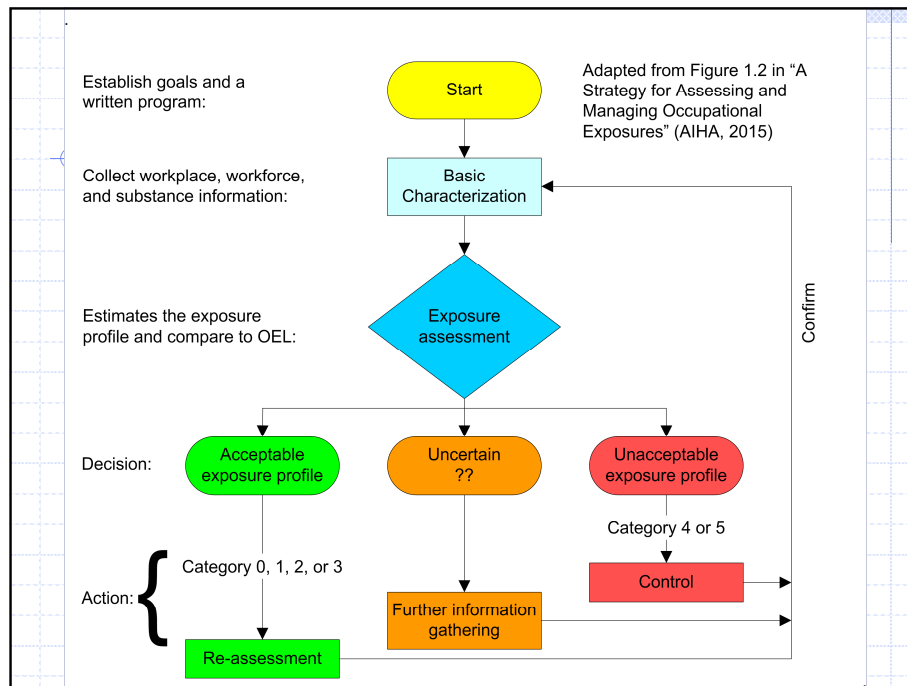 Establish goals and a
written program:
Start
Adapted from Figure 1.2 in “A
Strategy for Assessing and
Managing Occupational
Exposures” (AIHA, 2015)
Collect workplace, workforce,
and substance information:
Basic
Characterization
Estimates the exposure
profile and compare to OEL:
Exposure
assessment
Confirm
Decision:
Acceptable
exposure profile
Uncertain
??
Unacceptable
exposure profile
Category 4 or 5
Category 0, 1, 2, or 3
Action:
Control
Further information
gathering
Re-assessment